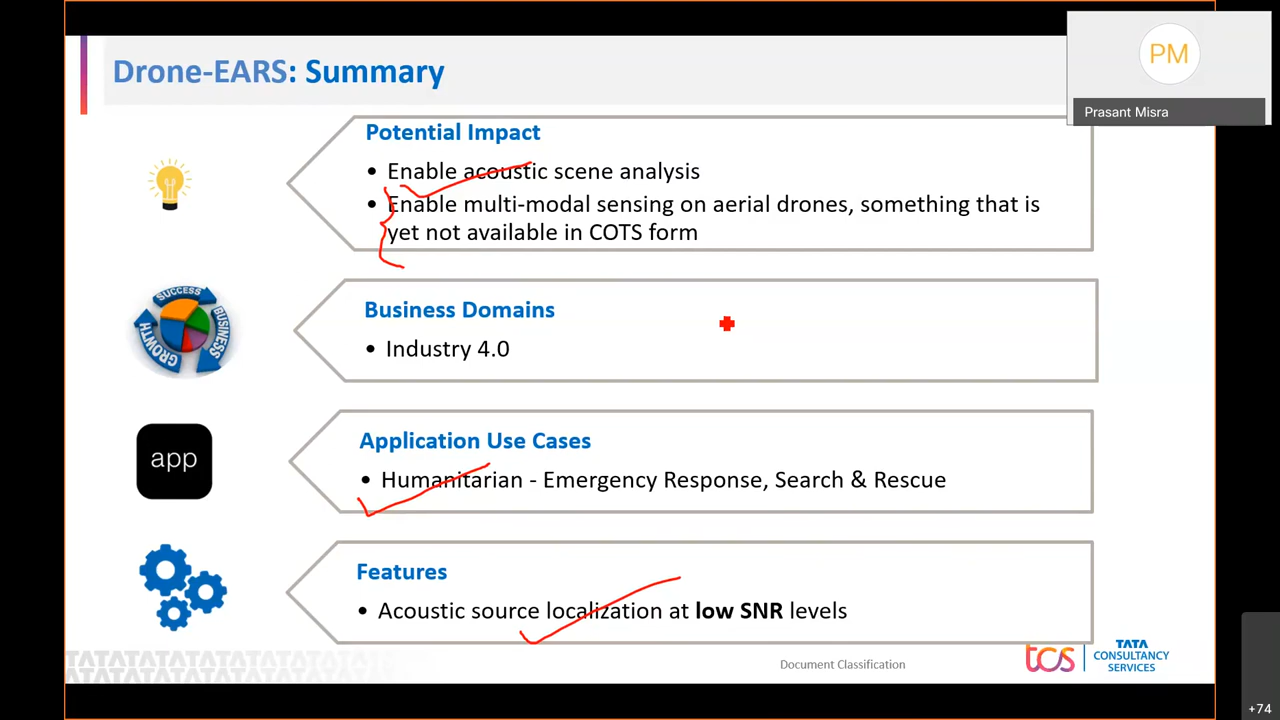 Drone-EARS: Summary
PM
Prasant Misra
Potential Impact
• Enable acoustic scene analysis
• Enable multi-modal sensing on aerial drones, something that is
yet not available in COTS form
SUCCESS
BUSINESS
GROWTH
Business Domains
• Industry 4.0
app
Application Use Cases
• Humanitarian - Emergency Response, Search & Rescue
Features
• Acoustic source localization at low SNR levels
Document Classification
tcs
TATA
CONSULTANCY
SERVICES
+74